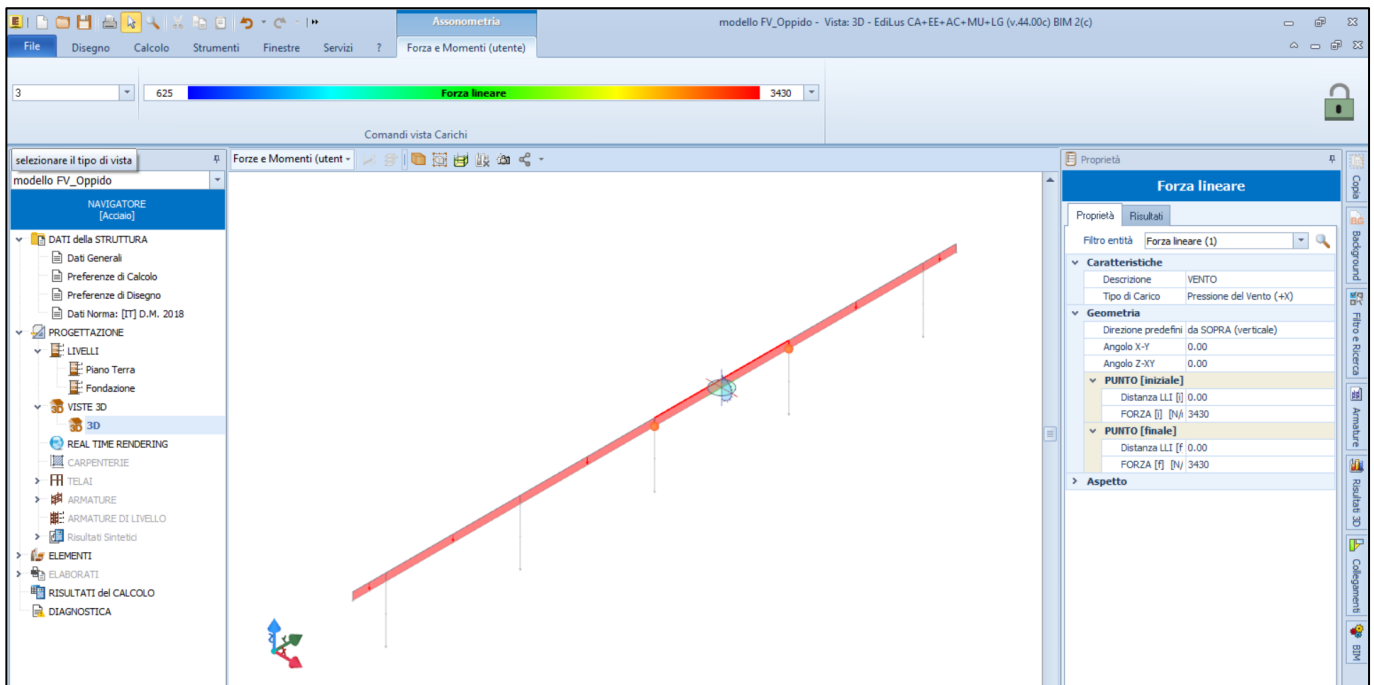 Assonometria
modello FV_Oppido - Vista: 3D - EdiLus CA+EE+AC+MU+LG (v.44.00c) BIM 2(c)
File Disegno Calcolo Strumenti Finestre Servizi ? Forza e Momenti (utente)
3 625 Forza lineare 3430
Comandi vista Carichi
selezionare il tipo di vista
Forze e Momenti (utent
modello FV_Oppido
NAVIGATORE
[Acciaio]
DATI della STRUTTURA
Dati Generali
Preferenze di Calcolo
Preferenze di Disegno
Dati Norma: [IT] D.M. 2018
PROGETTAZIONE
LIVELLI
Piano Terra
Fondazione
VISTE 3D
3D
REAL TIME RENDERING
CARPENTERIE
TELAI
ARMATURE
ARMATURE DI LIVELLO
Risultati Sintetici
ELEMENTI
ELABORATI
RISULTATI del CALCOLO
DIAGNOSTICA
Proprietà
Forza lineare
Proprietà Risultati
Filtro entità Forza lineare (1)
Caratteristiche
Descrizione VENTO
Tipo di Carico Pressione del Vento (+X)
Geometria
Direzione predefini da SOPRA (verticale)
Angolo X-Y 0.00
Angolo Z-XY 0.00
PUNTO [iniziale]
Distanza LLI [i] 0.00
FORZA [i] [N/ 3430
PUNTO [finale]
Distanza LLI [f 0.00
FORZA [f] [N/ 3430
Aspetto
Copia
Background
Filtro e Ricerca
Armature
Risultati 3D
Collegamenti
BIM